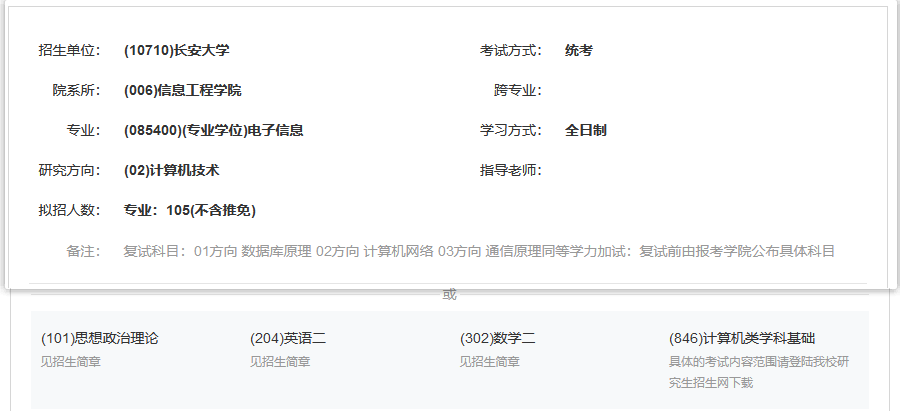 招生单位： (10710)长安大学 考试方式： 统考
院系所： (006)信息工程学院 跨专业：
专业： (085400)(专业学位)电子信息 学习方式： 全日制
研究方向： (02)计算机技术 指导老师：
拟招人数： 专业：105(不含推免)
备注： 复试科目：01方向 数据库原理 02方向 计算机网络 03方向 通信原理同等学力加试：复试前由报考学院公布具体科目
或
(101)思想政治理论 (204)英语二 (302)数学二 (846)计算机类学科基础
见招生简章 见招生简章 见招生简章 具体的考试内容范围请登陆我校研
究生招生网下载